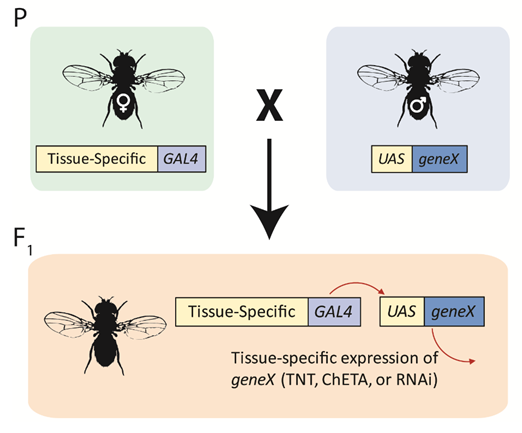 P
♀
♂
X
Tissue-Specific GAL4
UAS geneX
F1
Tissue-Specific GAL4 UAS geneX
Tissue-specific expression of
geneX (TNT, ChETA, or RNAi)